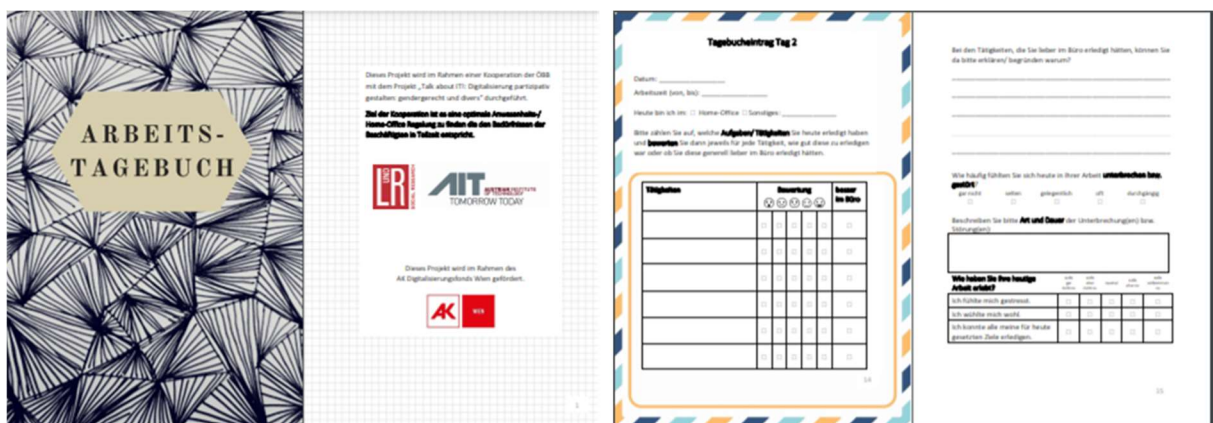 ARBEITS-
TAGEBUCH
Dieses Projekt wird im Rahmen einer Kooperation der ÖBB
mit dem Projekt „Talk about IT!: Digitalisierung partizipativ
gestalten: gendergerecht und divers“ durchgeführt.
Ziel der Kooperation ist es eine optimale Anwesenheits-/
Home-Office Regelung zu finden die den Bedürfnissen der
Beschäftigten in Teilzeit entspricht.
L UND R
SOCIAL RESEARCH
AIT AUSTRIAN INSTITUTE
OF TECHNOLOGY
TOMORROW TODAY
Dieses Projekt wird im Rahmen des
AK Digitalisierungsfonds Wien gefördert.
AK WIEN
Tagebucheintrag Tag 2
Datum:
Arbeitszeit (von, bis):
Heute bin ich im: □ Home-Office □ Sonstiges:
Bitte zählen Sie auf, welche Aufgaben/ Tätigkeiten Sie heute erledigt haben
und bewerten Sie dann jeweils für jede Tätigkeit, wie gut diese zu erledigen
war oder ob Sie diese generell lieber im Büro erledigt hätten.
Tätigkeiten Bewertung besser
im Büro
14
Bei den Tätigkeiten, die Sie lieber im Büro erledigt hätten, können Sie
da bitte erklären/ begründen warum?
Wie häufig fühlten Sie sich heute in Ihrer Arbeit unterbrochen bzw.
gestört?
gar nicht selten gelegentlich oft durchgängig
Beschreiben Sie bitte Art und Dauer der Unterbrechung(en) bzw.
Störung(en):
Wie haben Sie Ihre heutige
Arbeit erlebt?
Ich fühlte mich gestresst.
Ich wühlte mich wohl.
Ich konnte alle meine für heute
gesetzten Ziele erledigen.
15